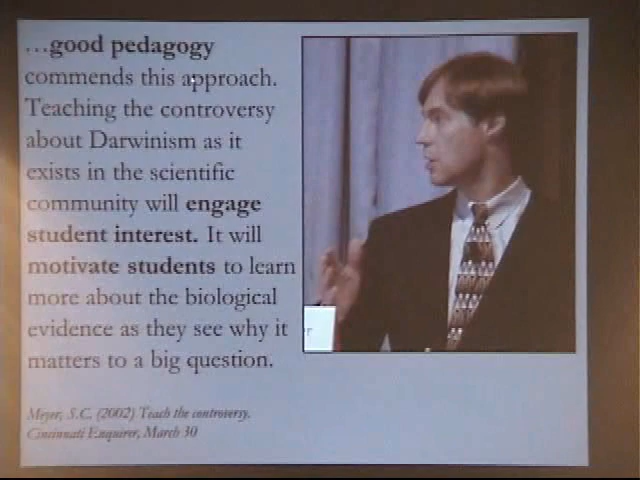 ...good pedagogy
commends this approach.
Teaching the controversy
about Darwinism as it
exists in the scientific
community will engage
student interest. It will
motivate students to learn
more about the biological
evidence as they see why it
matters to a big question.
r
Meyer, S.C. (2002) Teach the controversy.
Cincinnati Enquirer, March 30